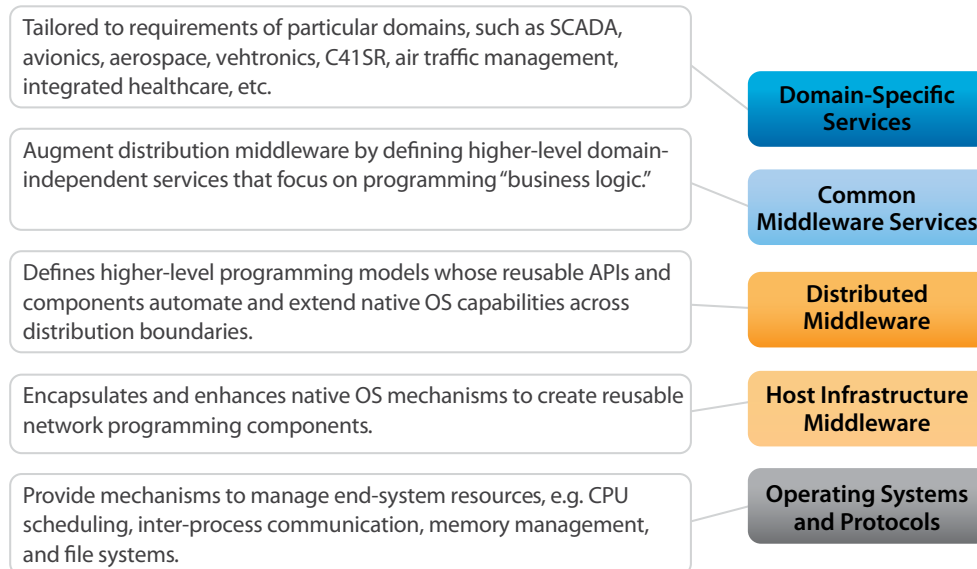 Tailored to requirements of particular domains, such as SCADA,
avionics, aerospace, vehtronics, C41SR, air traffic management,
integrated healthcare, etc.
Domain-Specific
Services
Augment distribution middleware by defining higher-level domain-
independent services that focus on programming “business logic.”
Common
Middleware Services
Defines higher-level programming models whose reusable APIs and
components automate and extend native OS capabilities across
distribution boundaries.
Distributed
Middleware
Encapsulates and enhances native OS mechanisms to create reusable
network programming components.
Host Infrastructure
Middleware
Provide mechanisms to manage end-system resources, e.g. CPU
scheduling, inter-process communication, memory management,
and file systems.
Operating Systems
and Protocols